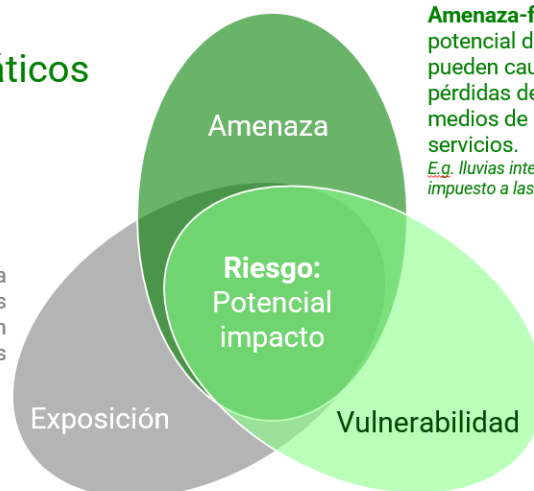 áticos
Amenaza-f
potencial d
pueden cau
pérdidas de
medios de
servicios.
E.g. lluvias inte
impuesto a las
Amenaza
Riesgo:
Potencial
impacto
a
s
n
s
Exposición
Vulnerabilidad